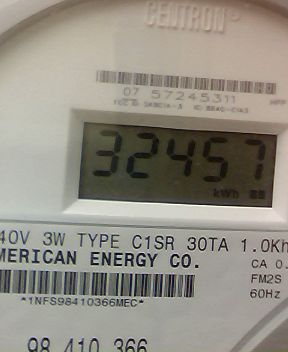 CENTRON®
07 57245311
32457
kWh
40V 3W TYPE C1SR 30TA 1.0Kh
MERICAN ENERGY CO.
CA 0.
FM2S
*1NFS98410366MEC*
60Hz
98 410 366